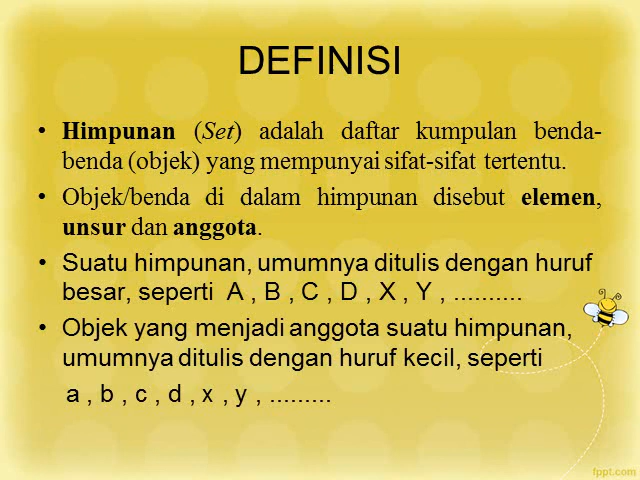 DEFINISI
• Himpunan (Set) adalah daftar kumpulan benda-
benda (objek) yang mempunyai sifat-sifat tertentu.
• Objek/benda di dalam himpunan disebut elemen,
unsur dan anggota.
• Suatu himpunan, umumnya ditulis dengan huruf
besar, seperti A , B , C , D , X , Y , ..........
• Objek yang menjadi anggota suatu himpunan,
umumnya ditulis dengan huruf kecil, seperti
a , b , c , d , x , y , .........
fppt.com